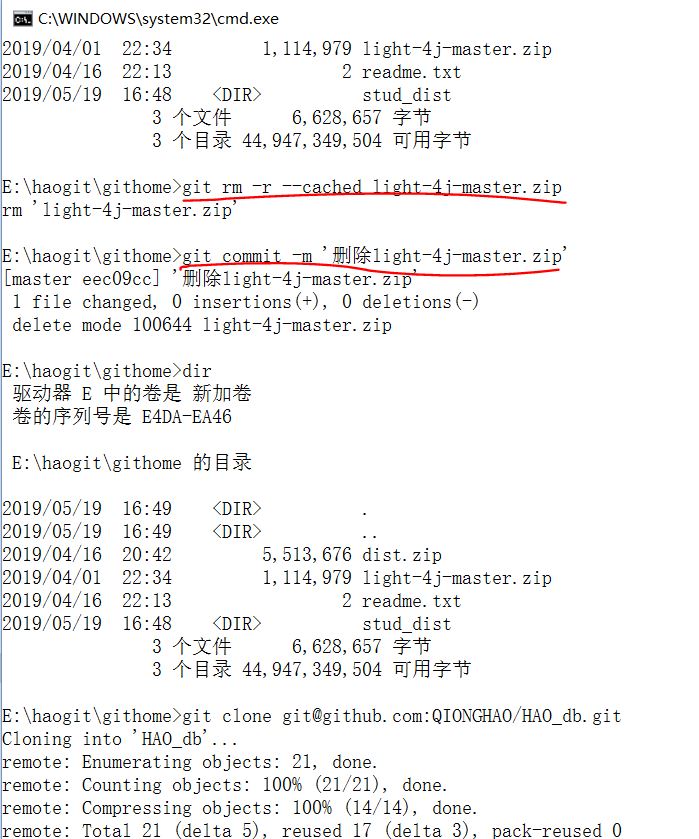 C:\WINDOWS\system32\cmd.exe
2019/04/01  22:34         1,114,979 light-4j-master.zip
2019/04/16  22:13                 2 readme.txt
2019/05/19  16:48    <DIR>          stud_dist
               3 个文件      6,628,657 字节
               3 个目录 44,947,349,504 可用字节
E:\haogit\githome>git rm -r --cached light-4j-master.zip
rm 'light-4j-master.zip'
E:\haogit\githome>git commit -m '删除light-4j-master.zip'
[master eec09cc] '删除light-4j-master.zip'
 1 file changed, 0 insertions(+), 0 deletions(-)
 delete mode 100644 light-4j-master.zip
E:\haogit\githome>dir
 驱动器 E 中的卷是 新加卷
 卷的序列号是 E4DA-EA46
 E:\haogit\githome 的目录
2019/05/19  16:49    <DIR>          .
2019/05/19  16:49    <DIR>          ..
2019/04/16  20:42         5,513,676 dist.zip
2019/04/01  22:34         1,114,979 light-4j-master.zip
2019/04/16  22:13                 2 readme.txt
2019/05/19  16:48    <DIR>          stud_dist
               3 个文件      6,628,657 字节
               3 个目录 44,947,349,504 可用字节
E:\haogit\githome>git clone git@github.com:QIONGHAO/HAO_db.git
Cloning into 'HAO_db'...
remote: Enumerating objects: 21, done.
remote: Counting objects: 100% (21/21), done.
remote: Compressing objects: 100% (14/14), done.
remote: Total 21 (delta 5), reused 17 (delta 3), pack-reused 0